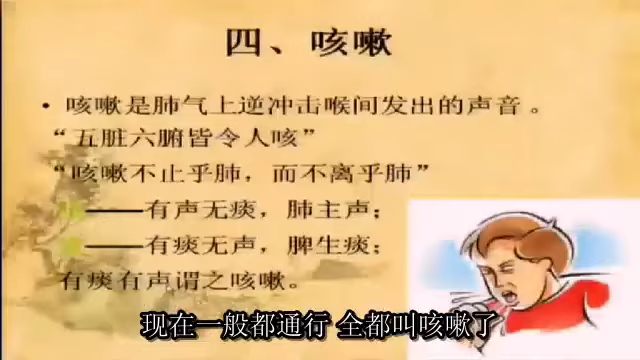 四、咳嗽
• 咳嗽是肺气上逆冲击喉间发出的声音。
“五脏六腑皆令人咳”
“咳嗽不止乎肺，而不离乎肺”
——有声无痰，肺主声；
——有痰无声，脾生痰；
有痰有声谓之咳嗽。
现在一般都通行 全都叫咳嗽了